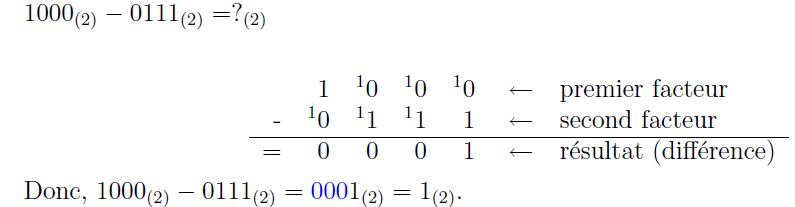 1000₍₂₎ − 0111₍₂₎ =?₍₂₎
1 ¹0 ¹0 ¹0 ← premier facteur
- ¹0 ¹1 ¹1 1 ← second facteur
= 0 0 0 1 ← résultat (différence)
Donc, 1000₍₂₎ − 0111₍₂₎ = 0001₍₂₎ = 1₍₂₎.